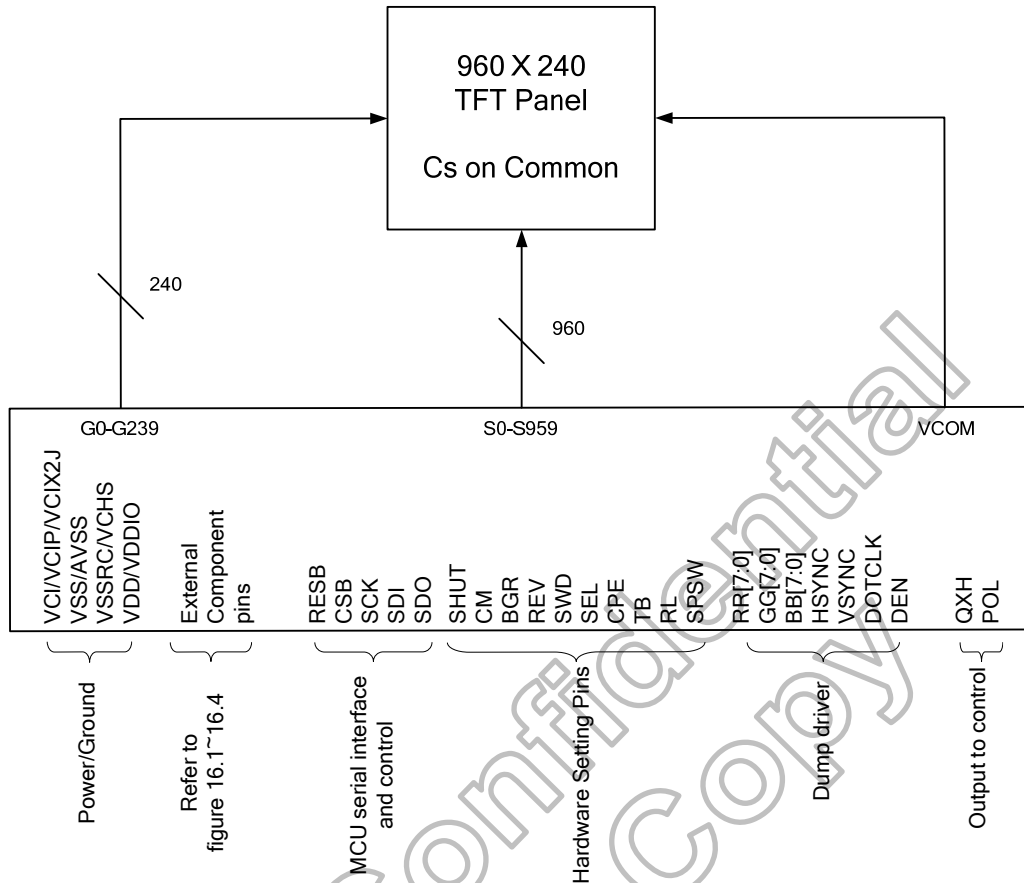 960 X 240
TFT Panel
Cs on Common
240
960
G0-G239
S0-S959
VCOM
VCI/VCIP/VCIX2J
VSS/AVSS
VSSRC/VCHS
VDD/VDDIO
External
Component
pins
RESB
CSB
SCK
SDI
SDO
SHUT
CM
BGR
REV
SWD
SEL
CPE
TB
RL
SPSW
RR[7:0]
GG[7:0]
BB[7:0]
HSYNC
VSYNC
DOTCLK
DEN
QXH
POL
Power/Ground
Refer to
figure 16.1~16.4
MCU serial interface
and control
Hardware Setting Pins
Dump driver
Output to control
Confidential
Copy